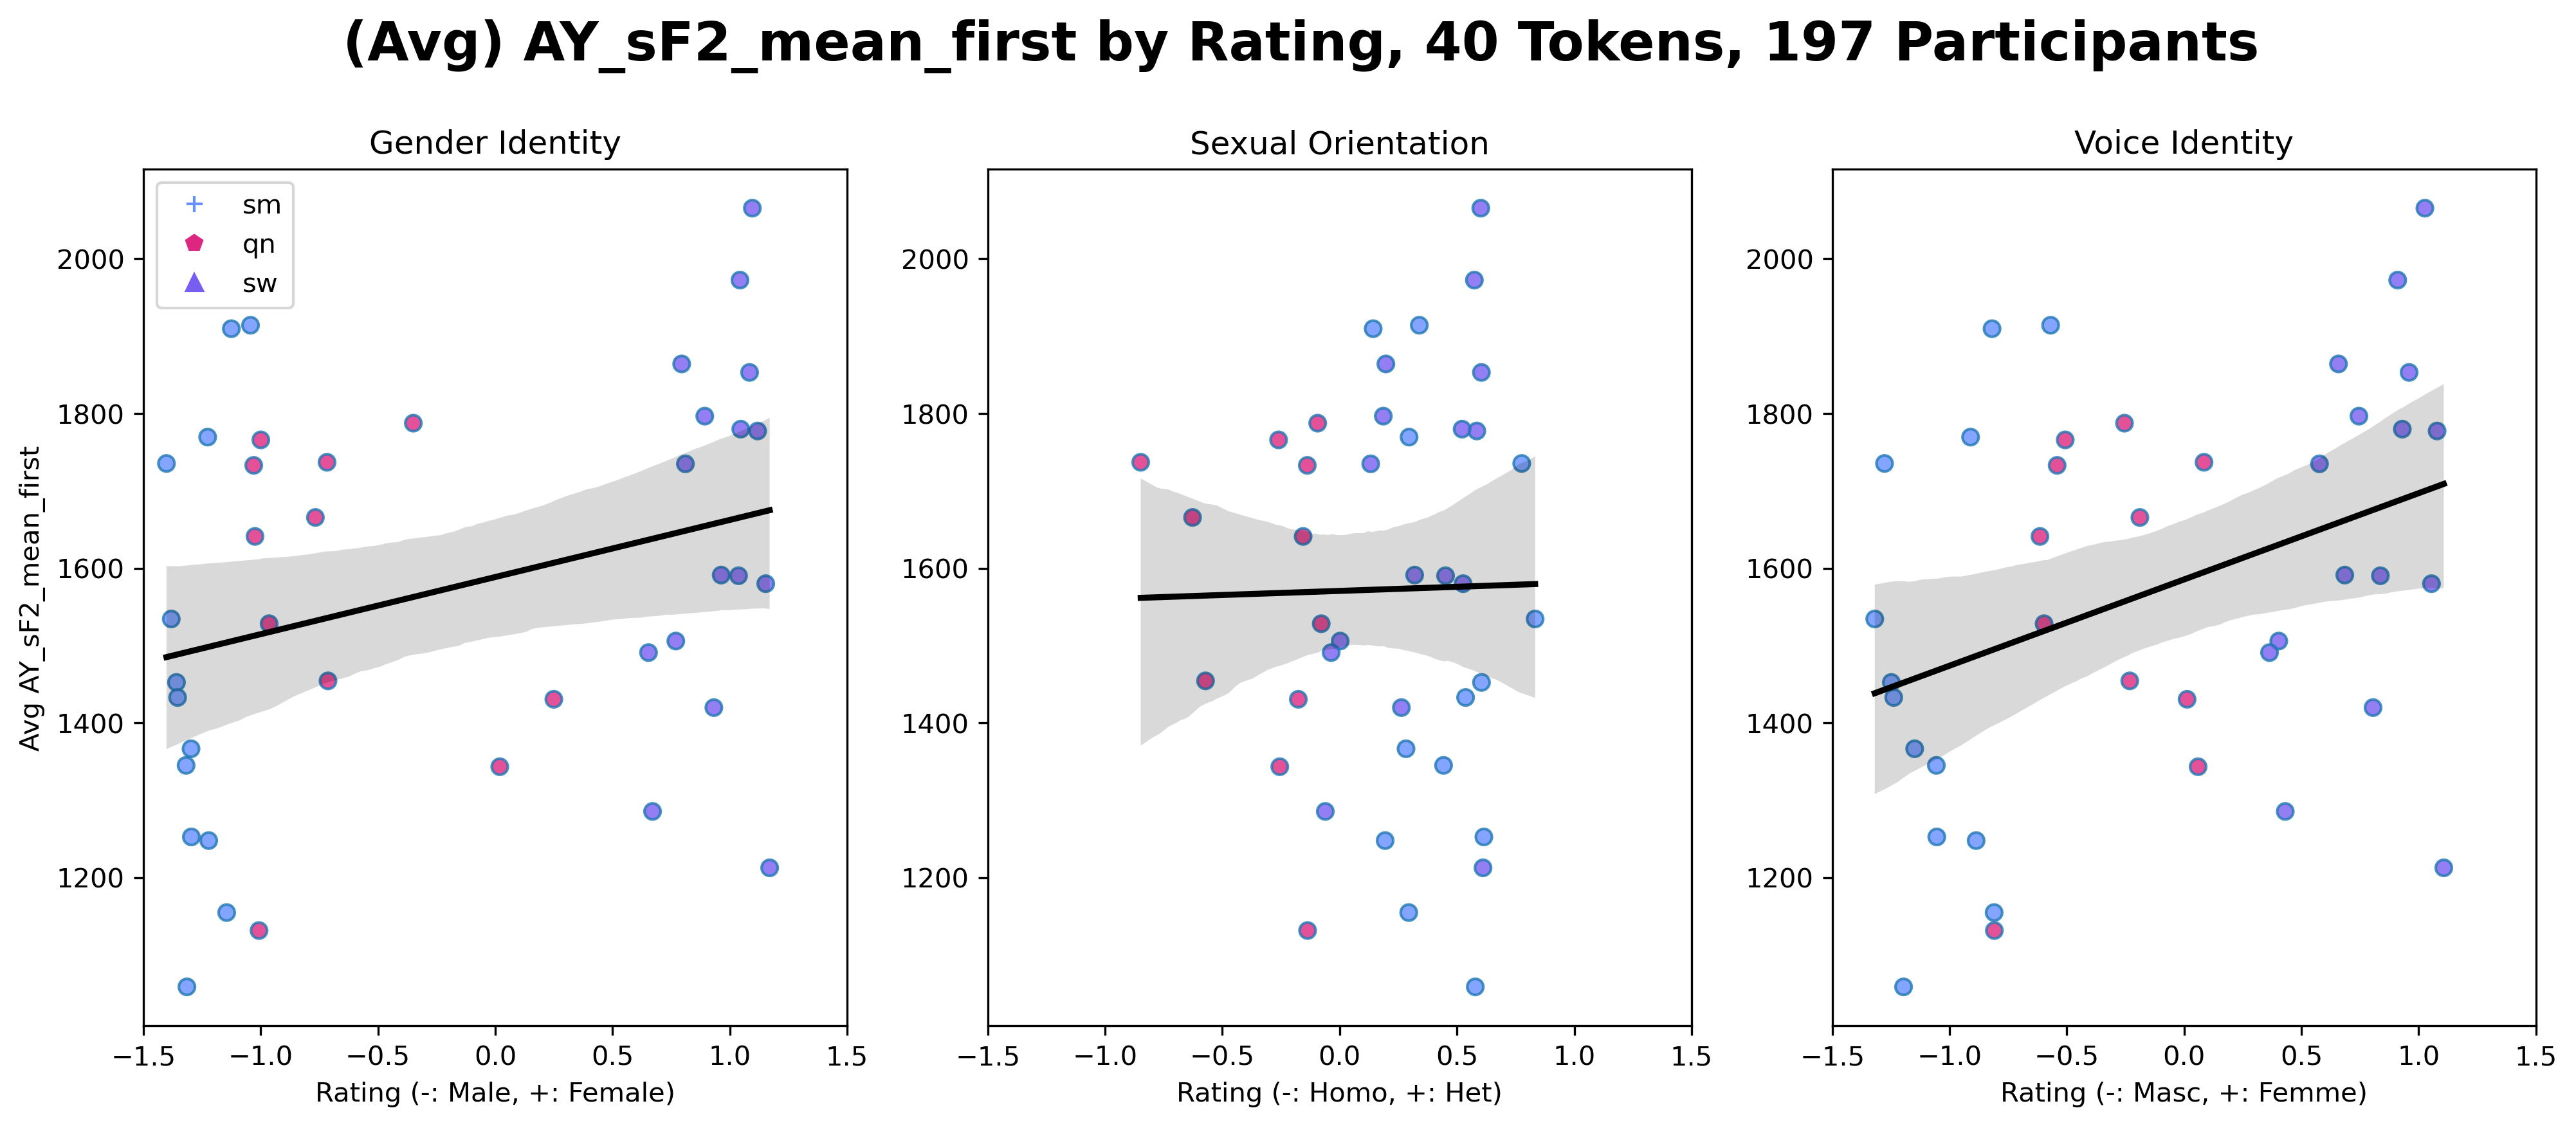 (Avg) AY_sF2_mean_first by Rating, 40 Tokens, 197 Participants
Gender Identity
Sexual Orientation
Voice Identity
sm
qn
sw
Avg AY_sF2_mean_first
2000
1800
1600
1400
1200
−1.5 −1.0 −0.5 0.0 0.5 1.0 1.5
Rating (-: Male, +: Female)
2000
1800
1600
1400
1200
−1.5 −1.0 −0.5 0.0 0.5 1.0 1.5
Rating (-: Homo, +: Het)
2000
1800
1600
1400
1200
−1.5 −1.0 −0.5 0.0 0.5 1.0 1.5
Rating (-: Masc, +: Femme)